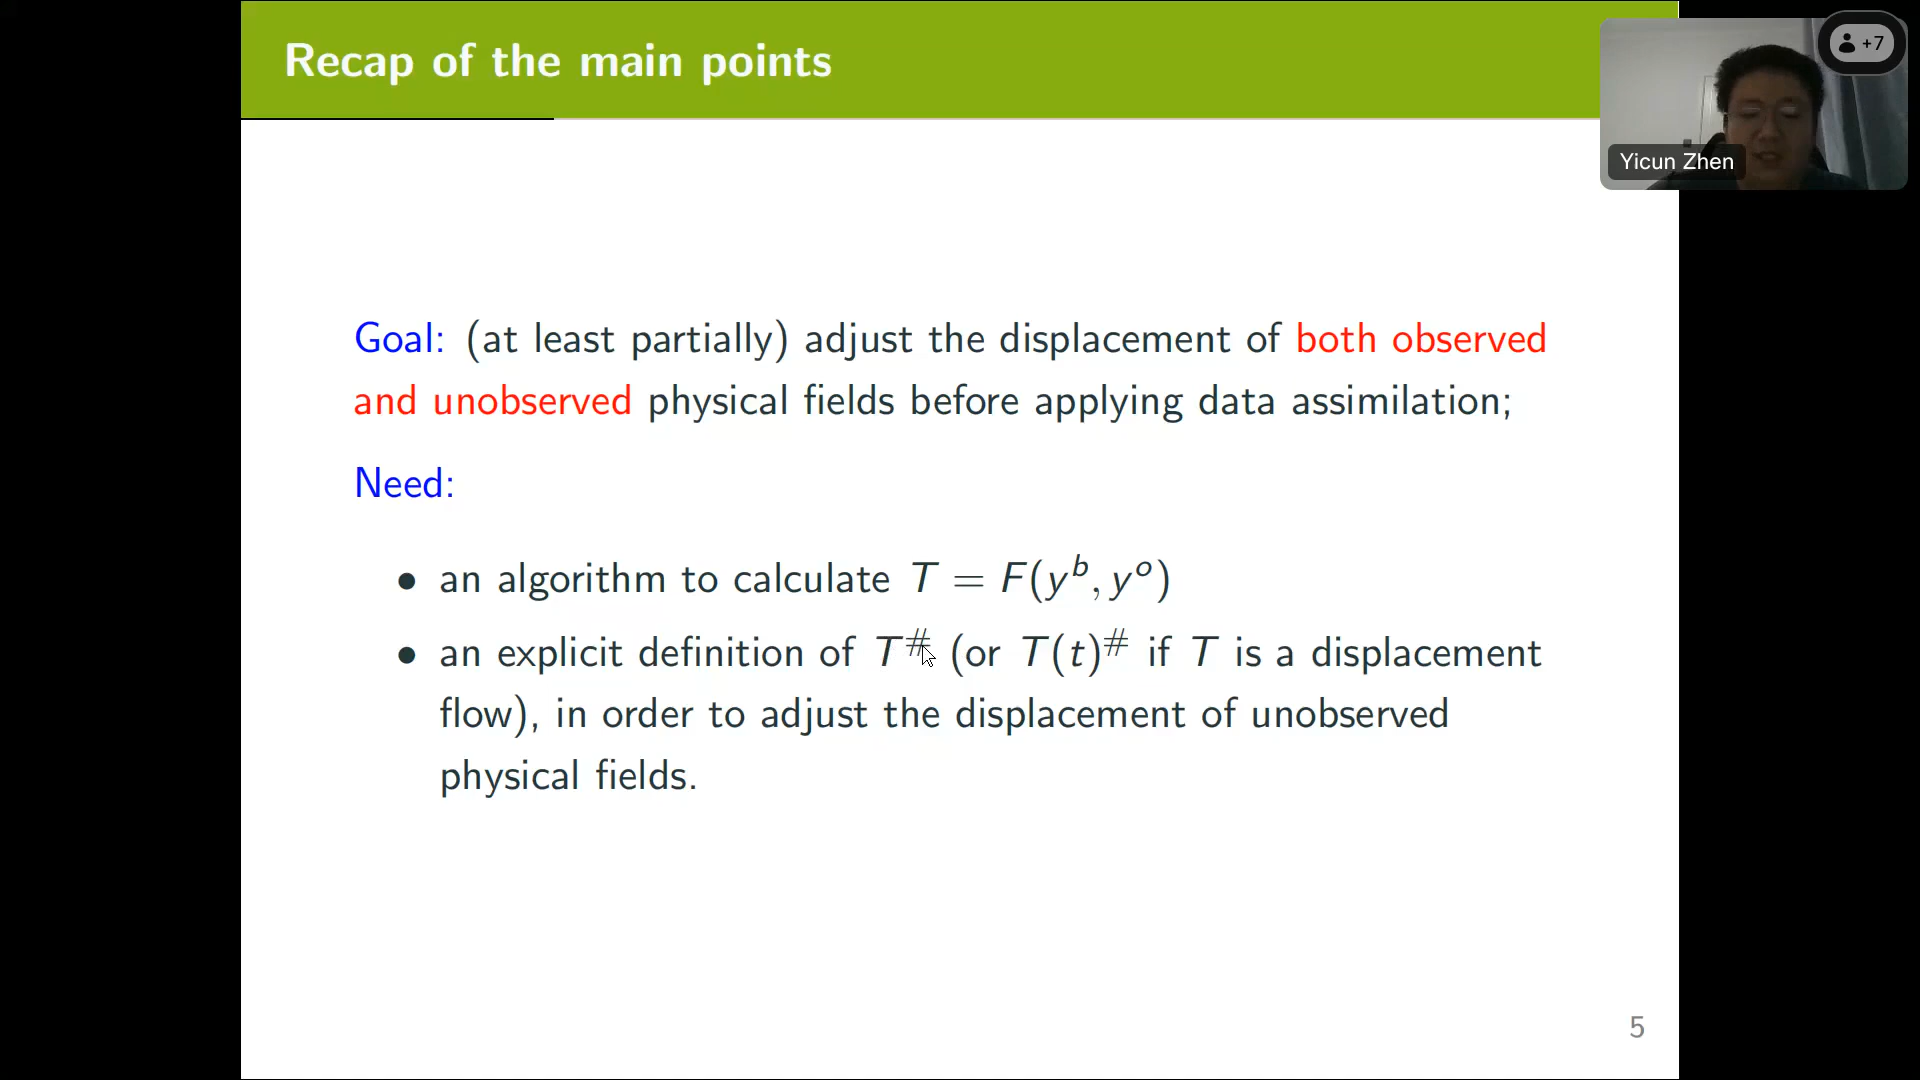 Recap of the main points
+7
Yicun Zhen
Goal: (at least partially) adjust the displacement of both observed
and unobserved physical fields before applying data assimilation;
Need:
• an algorithm to calculate T = F(y^b, y^o)
• an explicit definition of T^# (or T(t)^# if T is a displacement
flow), in order to adjust the displacement of unobserved
physical fields.
5